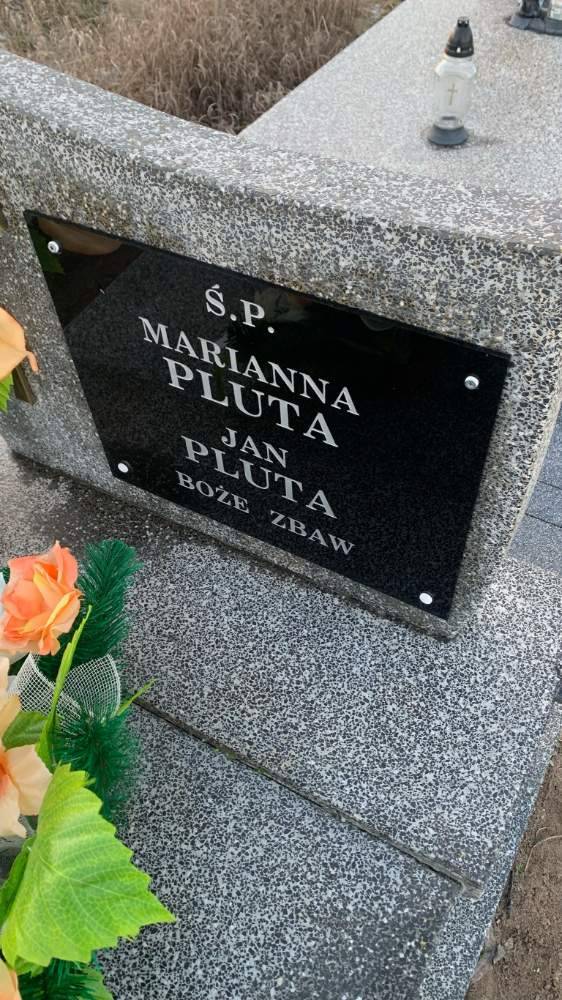 Ś.P.
MARIANNA
PLUTA
JAN
PLUTA
BOŻE ZBAW